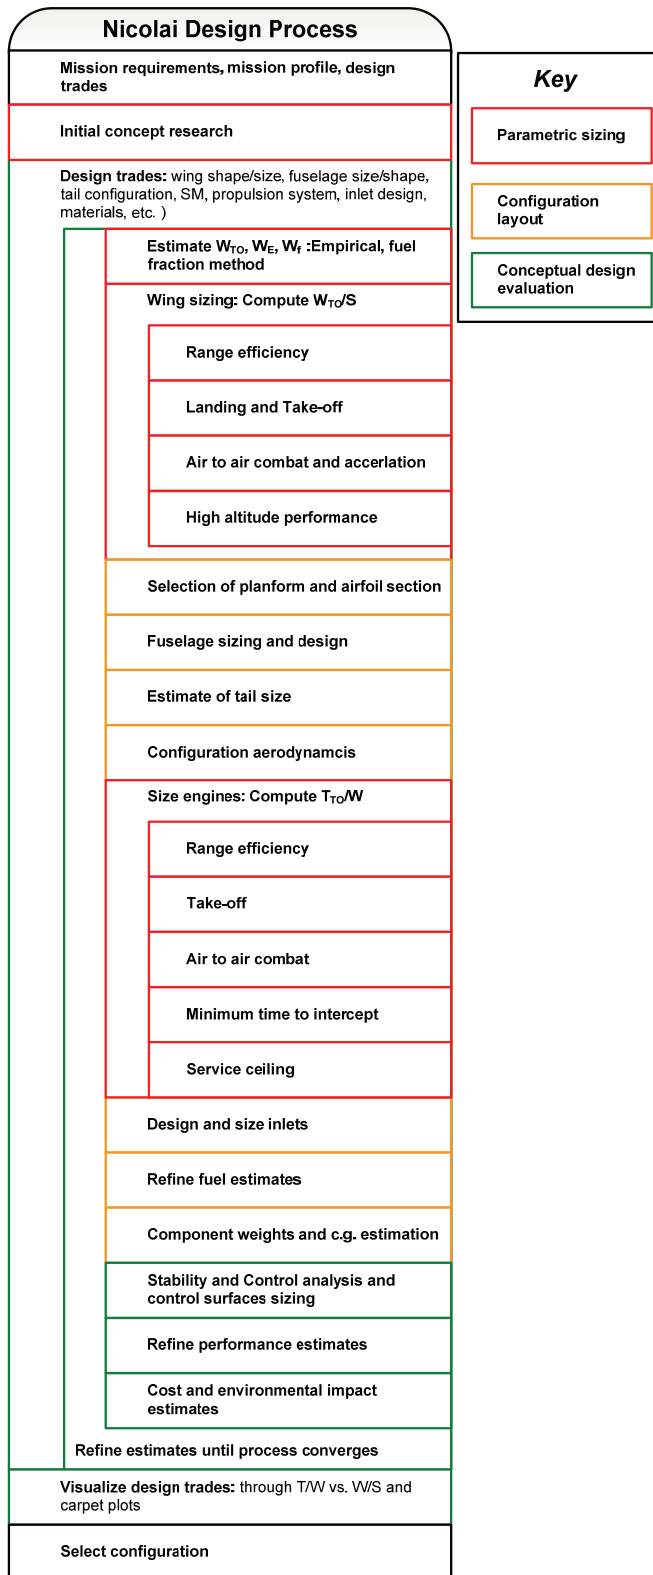 Nicolai Design Process
Mission requirements, mission profile, design
trades
Initial concept research
Design trades: wing shape/size, fuselage size/shape,
tail configuration, SM, propulsion system, inlet design,
materials, etc. )
Estimate W_TO, W_E, W_f :Empirical, fuel
fraction method
Wing sizing: Compute W_TO/S
Range efficiency
Landing and Take-off
Air to air combat and accerlation
High altitude performance
Selection of planform and airfoil section
Fuselage sizing and design
Estimate of tail size
Configuration aerodynamcis
Size engines: Compute T_TO/W
Range efficiency
Take-off
Air to air combat
Minimum time to intercept
Service ceiling
Design and size inlets
Refine fuel estimates
Component weights and c.g. estimation
Stability and Control analysis and
control surfaces sizing
Refine performance estimates
Cost and environmental impact
estimates
Refine estimates until process converges
Visualize design trades: through T/W vs. W/S and
carpet plots
Select configuration
Key
Parametric sizing
Configuration
layout
Conceptual design
evaluation